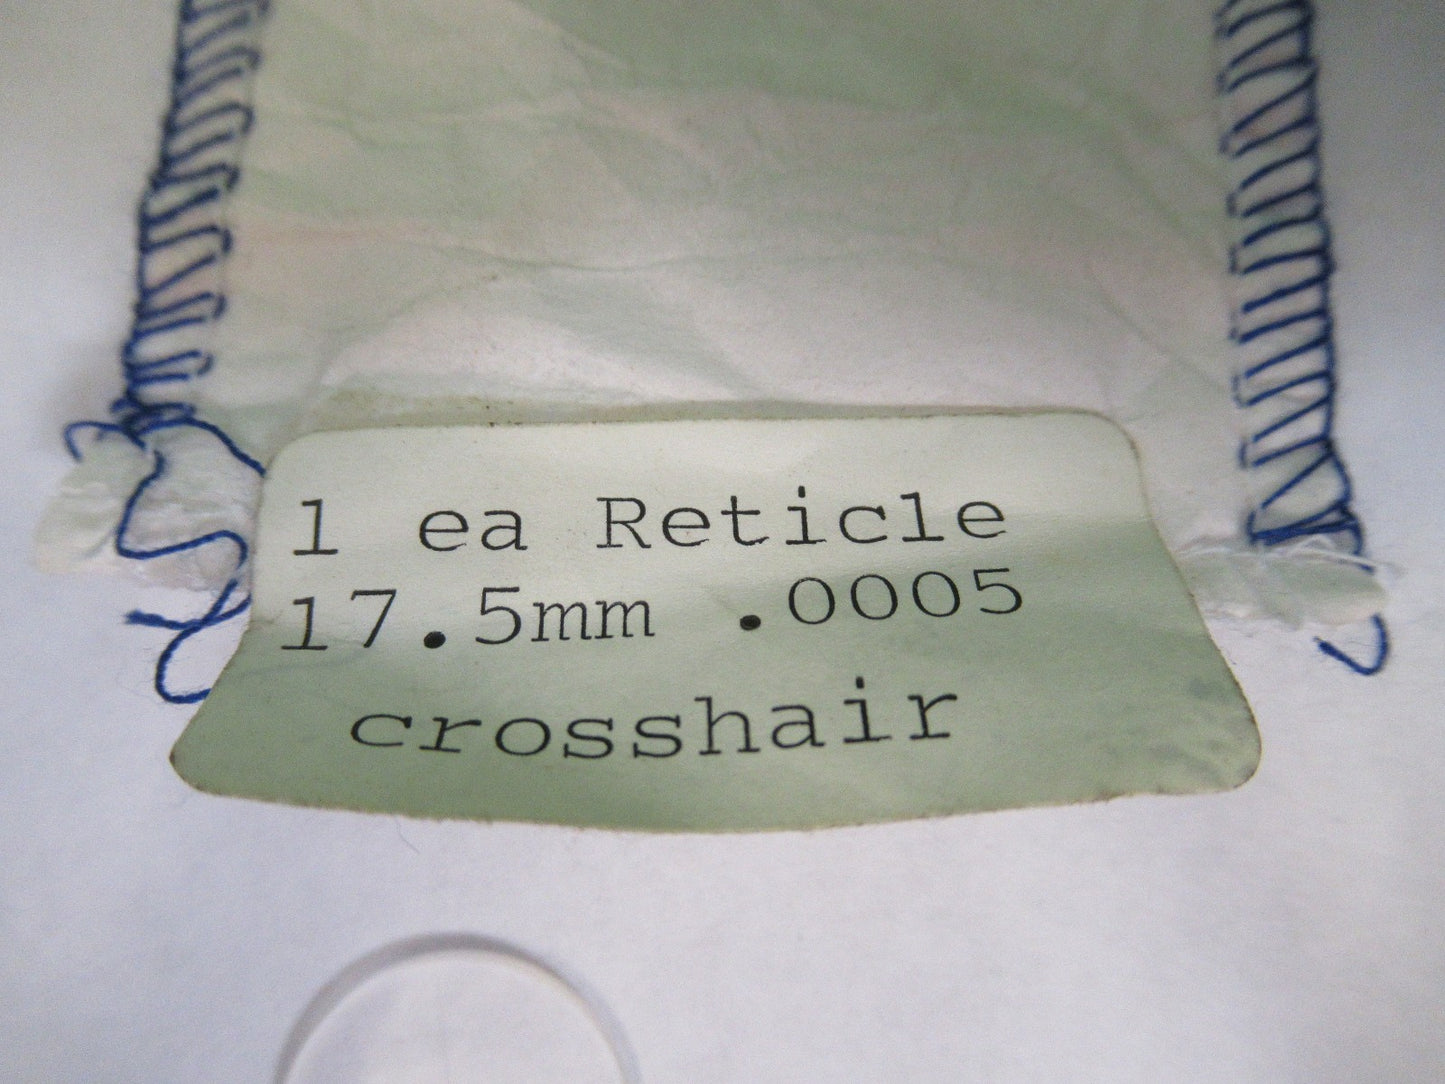 1 ea Reticle
17.5mm .0005
crosshair